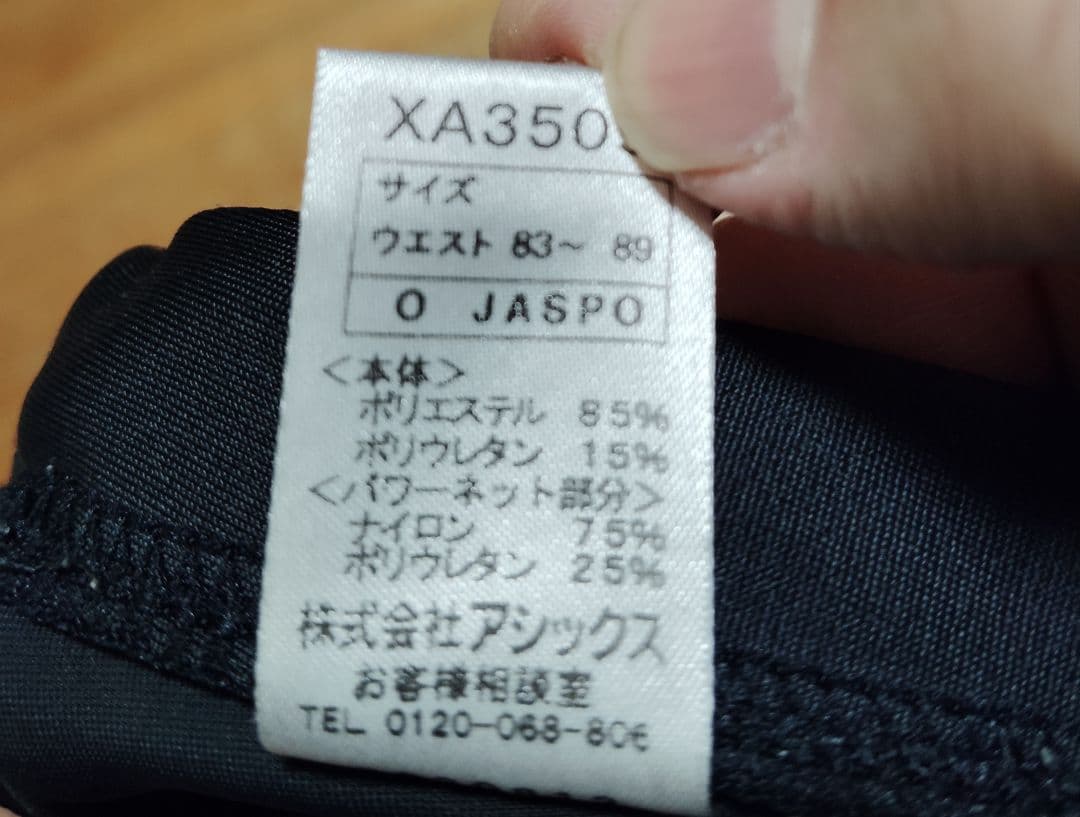 XA350
サイズ
ウエスト 83〜 89
O JASPO
<本体>
ポリエステル 85%
ポリウレタン 15%
<パワーネット部分>
ナイロン 75%
ポリウレタン 25%
株式会社アシックス
お客様相談室
TEL 0120-068-80